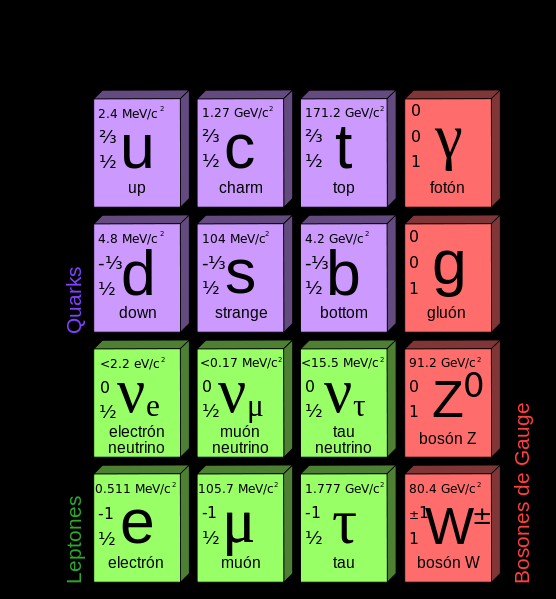 2.4 MeV/c²
⅔
½
u
up
1.27 GeV/c²
⅔
½
c
charm
171.2 GeV/c²
⅔
½
t
top
0
0
1
γ
fotón
4.8 MeV/c²
-⅓
½
d
down
104 MeV/c²
-⅓
½
s
strange
4.2 GeV/c²
-⅓
½
b
bottom
0
0
1
g
gluón
<2.2 eV/c²
0
½
νe
electrón
neutrino
<0.17 MeV/c²
0
½
νμ
muón
neutrino
<15.5 MeV/c²
0
½
ντ
tau
neutrino
91.2 GeV/c²
0
1
Z⁰
bosón Z
0.511 MeV/c²
-1
½
e
electrón
105.7 MeV/c²
-1
½
μ
muón
1.777 GeV/c²
-1
½
τ
tau
80.4 GeV/c²
±1
1
W±
bosón W
Quarks
Leptones
Bosones de Gauge